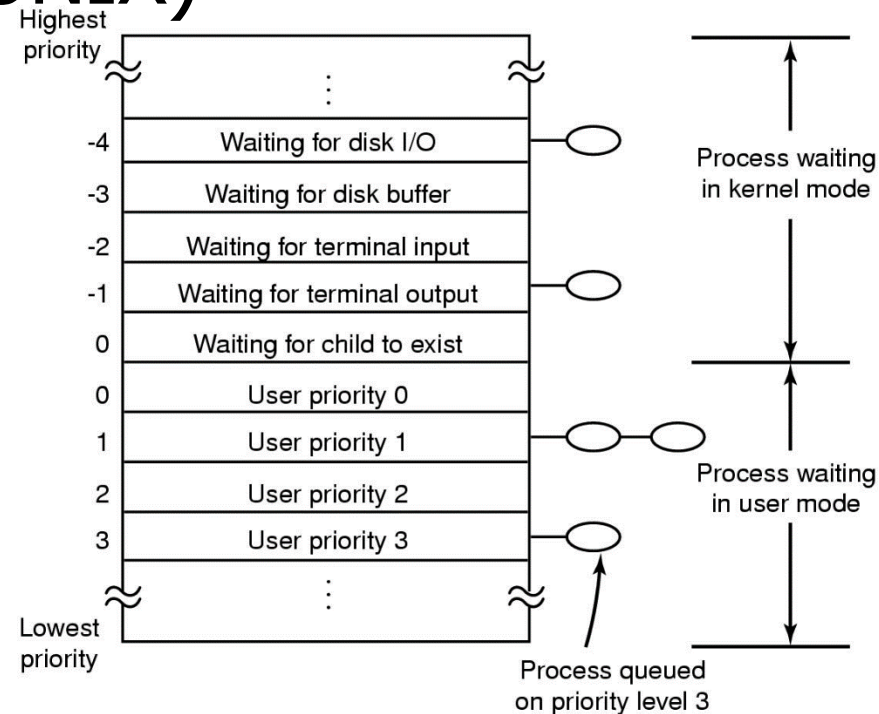 UNIX)
Highest
priority
-4 Waiting for disk I/O
-3 Waiting for disk buffer
-2 Waiting for terminal input
-1 Waiting for terminal output
0 Waiting for child to exist
0 User priority 0
1 User priority 1
2 User priority 2
3 User priority 3
Lowest
priority
Process waiting
in kernel mode
Process waiting
in user mode
Process queued
on priority level 3